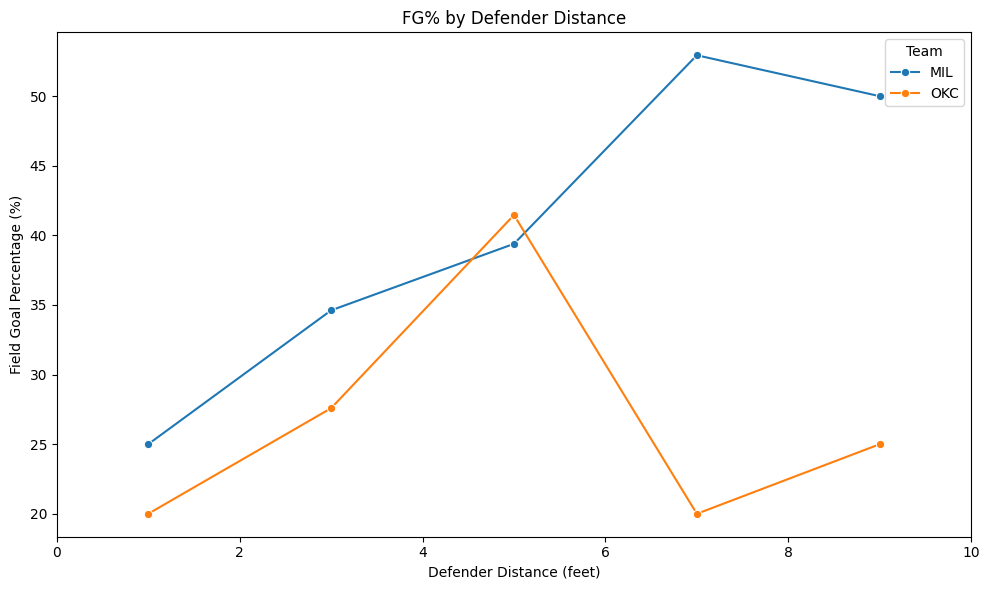 FG% by Defender Distance
Team
MIL
OKC
Field Goal Percentage (%)
50
45
40
35
30
25
20
0 2 4 6 8 10
Defender Distance (feet)